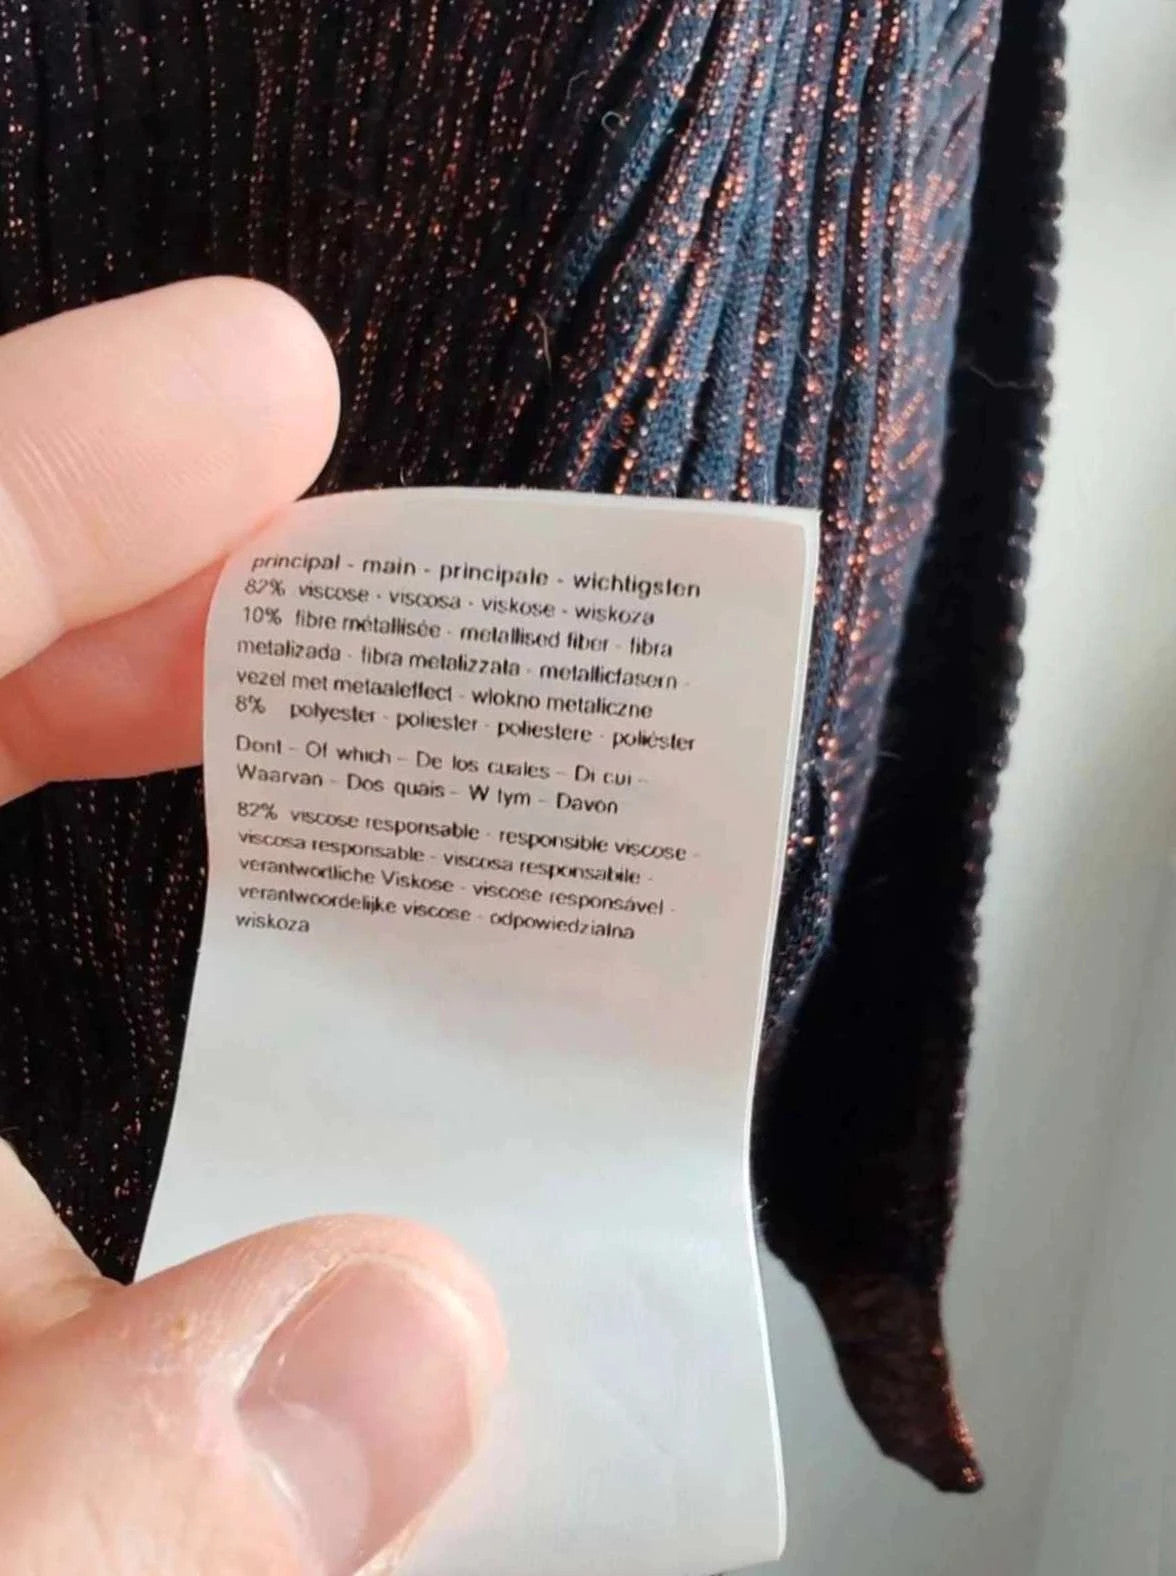 principal - main - principale - wichtigsten
82% viscose - viscosa - viskose - wiskoza
10% fibre métallisée - metallised fiber - fibra
metalizada - fibra metalizzata - metallicfasern -
vezel met metaaleffect - wlokno metaliczne
8% polyester - poliester - poliestere - poliéster
Dont - Of which - De los cuales - Di cui -
Waarvan - Dos quais - W tym - Davon
82% viscose responsable - responsible viscose -
viscosa responsable - viscosa responsabile -
verantwortliche Viskose - viscose responsável -
verantwoordelijke viscose - odpowiedzialna
wiskoza